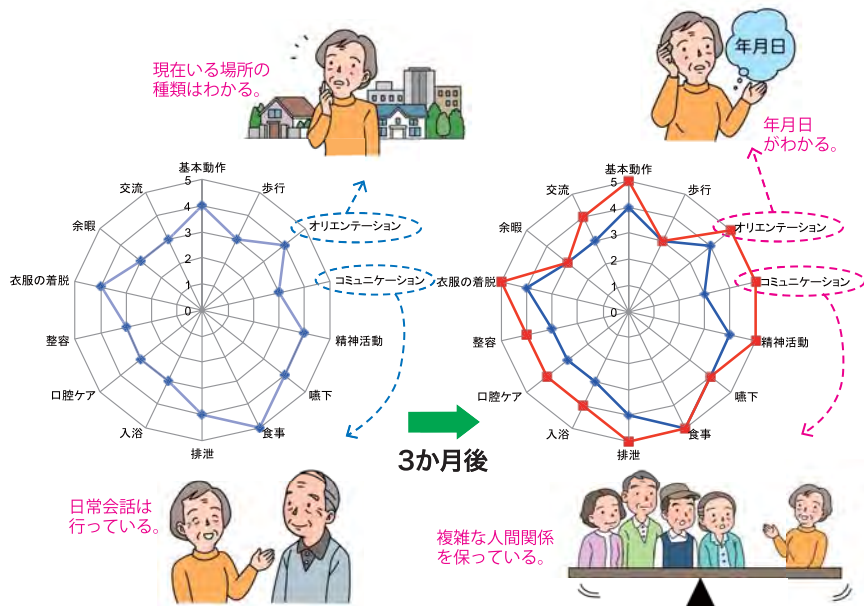 現在いる場所の
種類はわかる。
基本動作
歩行
オリエンテーション
コミュニケーション
精神活動
嚥下
食事
排泄
入浴
口腔ケア
整容
衣服の着脱
余暇
交流
5
4
3
2
1
0
日常会話は
行っている。
3か月後
年月日
年月日
がわかる。
基本動作
歩行
オリエンテーション
コミュニケーション
精神活動
嚥下
食事
排泄
入浴
口腔ケア
整容
衣服の着脱
余暇
交流
5
4
3
2
1
0
複雑な人間関係
を保っている。